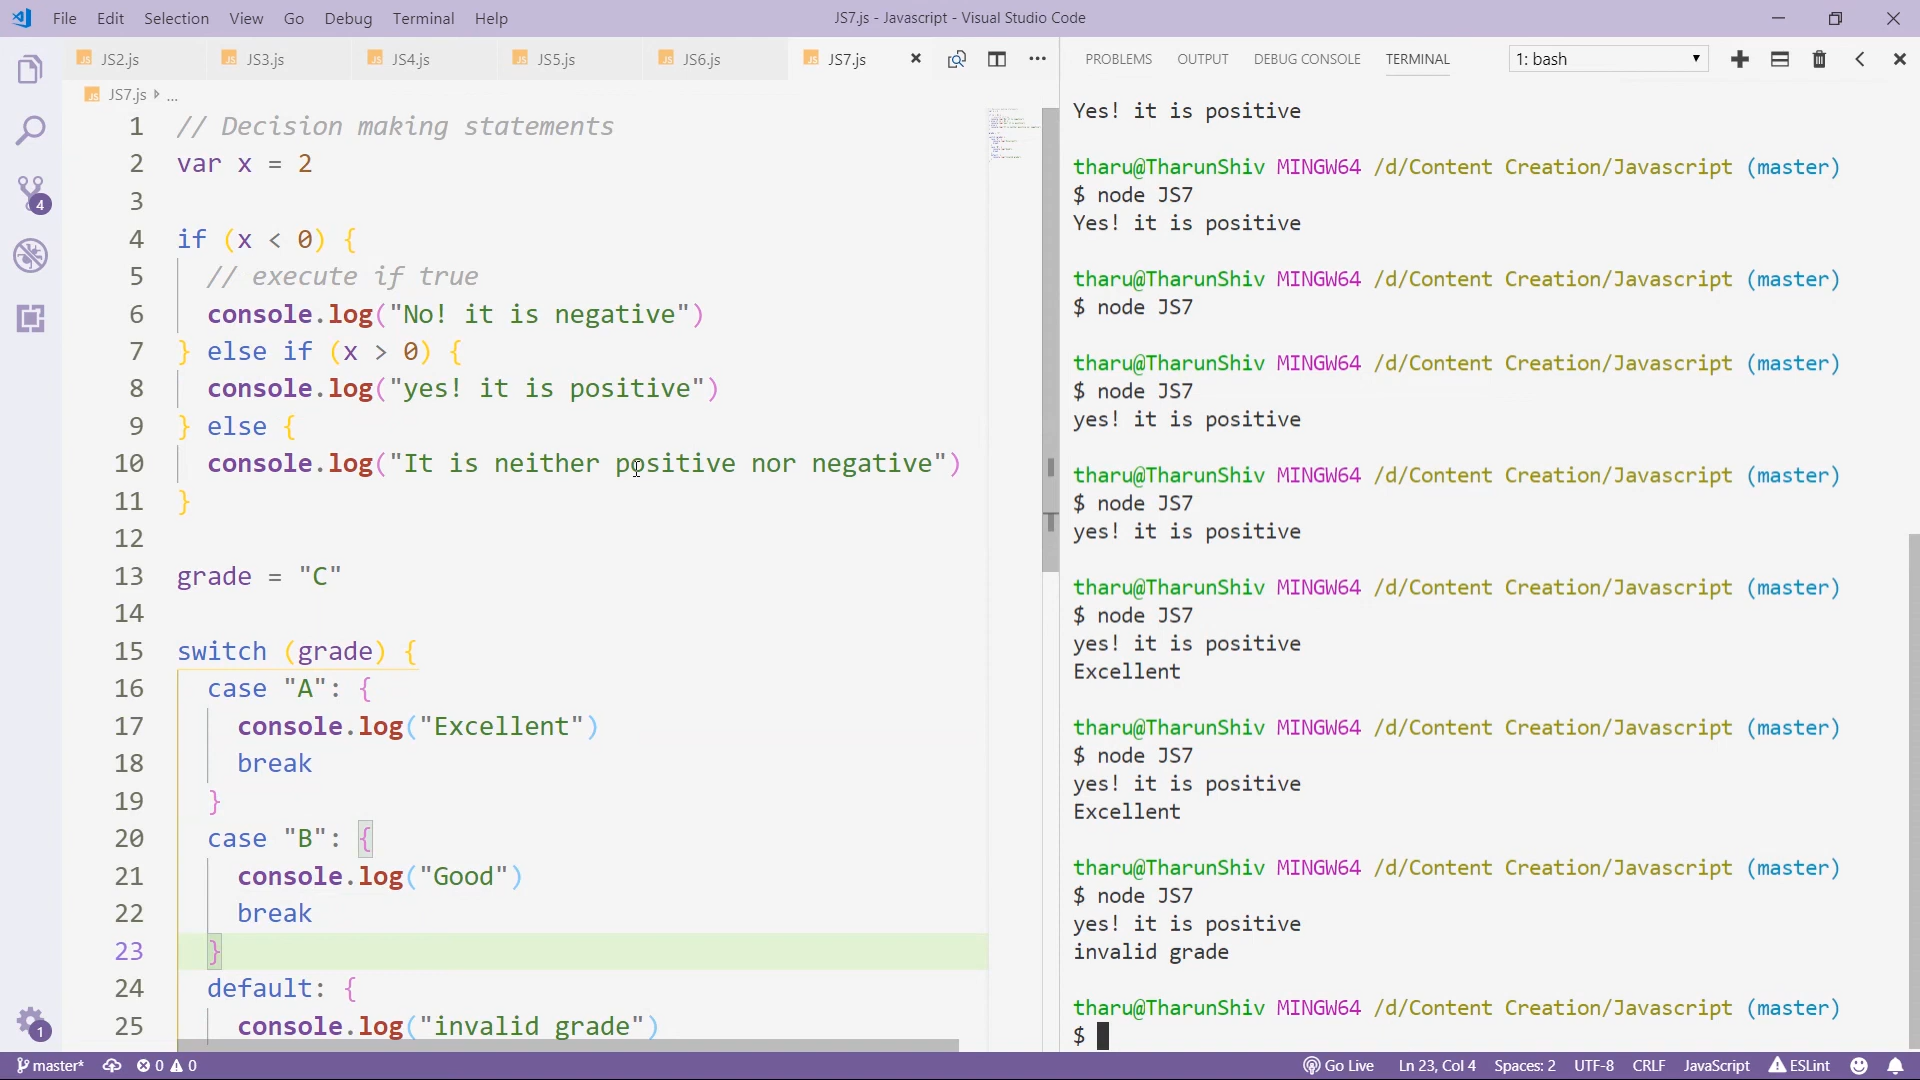 File Edit Selection View Go Debug Terminal Help JS7.js - Javascript - Visual Studio Code
JS2.js JS3.js JS4.js JS5.js JS6.js JS7.js
JS7.js ...
1 // Decision making statements
2 var x = 2
3
4 if (x < 0) {
5 // execute if true
6 console.log("No! it is negative")
7 } else if (x > 0) {
8 console.log("yes! it is positive")
9 } else {
10 console.log("It is neither positive nor negative")
11 }
12
13 grade = "C"
14
15 switch (grade) {
16 case "A": {
17 console.log("Excellent")
18 break
19 }
20 case "B": {
21 console.log("Good")
22 break
23 }
24 default: {
25 console.log("invalid grade")
PROBLEMS OUTPUT DEBUG CONSOLE TERMINAL 1: bash
Yes! it is positive
tharu@TharunShiv MINGW64 /d/Content Creation/Javascript (master)
$ node JS7
Yes! it is positive
tharu@TharunShiv MINGW64 /d/Content Creation/Javascript (master)
$ node JS7
tharu@TharunShiv MINGW64 /d/Content Creation/Javascript (master)
$ node JS7
yes! it is positive
tharu@TharunShiv MINGW64 /d/Content Creation/Javascript (master)
$ node JS7
yes! it is positive
tharu@TharunShiv MINGW64 /d/Content Creation/Javascript (master)
$ node JS7
yes! it is positive
Excellent
tharu@TharunShiv MINGW64 /d/Content Creation/Javascript (master)
$ node JS7
yes! it is positive
Excellent
tharu@TharunShiv MINGW64 /d/Content Creation/Javascript (master)
$ node JS7
yes! it is positive
invalid grade
tharu@TharunShiv MINGW64 /d/Content Creation/Javascript (master)
$
4
1
master* 0 0 Go Live Ln 23, Col 4 Spaces: 2 UTF-8 CRLF JavaScript ESLint